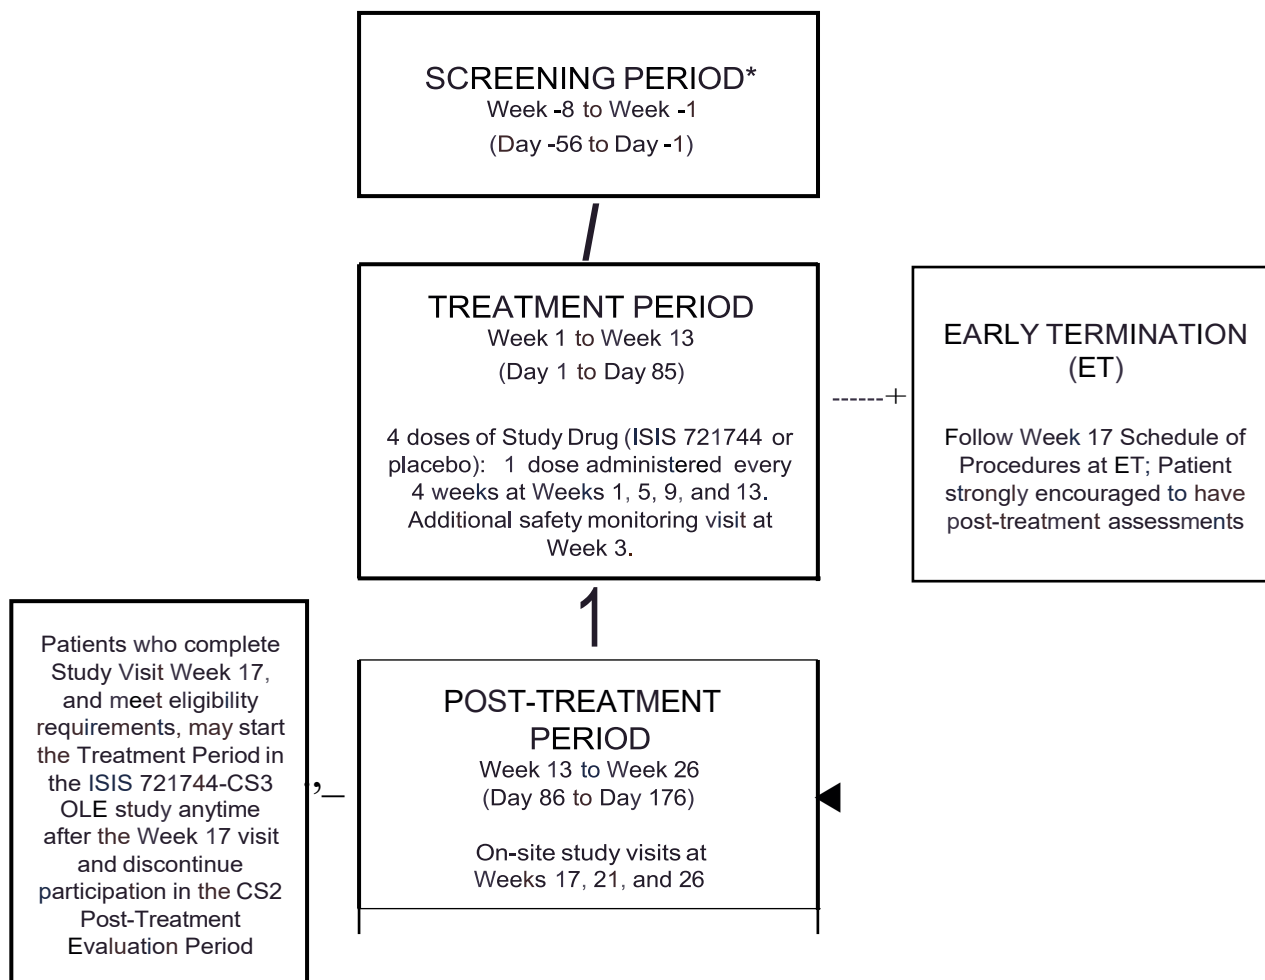 SCREENING PERIOD*
Week -8 to Week -1
(Day -56 to Day -1)
TREATMENT PERIOD
Week 1 to Week 13
(Day 1 to Day 85)
4 doses of Study Drug (ISIS 721744 or
placebo): 1 dose administered every
4 weeks at Weeks 1, 5, 9, and 13.
Additional safety monitoring visit at
Week 3.
EARLY TERMINATION
(ET)
Follow Week 17 Schedule of
Procedures at ET; Patient
strongly encouraged to have
post-treatment assessments
Patients who complete
Study Visit Week 17,
and meet eligibility
requirements, may start
the Treatment Period in
the ISIS 721744-CS3
OLE study anytime
after the Week 17 visit
and discontinue
participation in the CS2
Post-Treatment
Evaluation Period
POST-TREATMENT
PERIOD
Week 13 to Week 26
(Day 86 to Day 176)
On-site study visits at
Weeks 17, 21, and 26